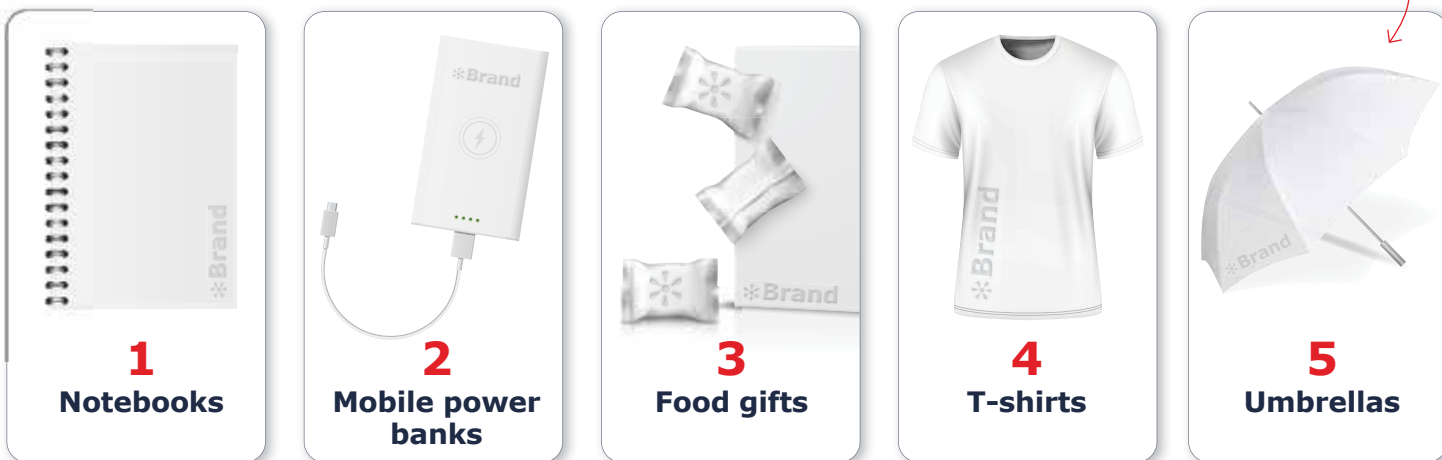 ✻Brand
1
Notebooks
✻Brand
2
Mobile power
banks
✻Brand
3
Food gifts
✻Brand
4
T-shirts
✻Brand
5
Umbrellas